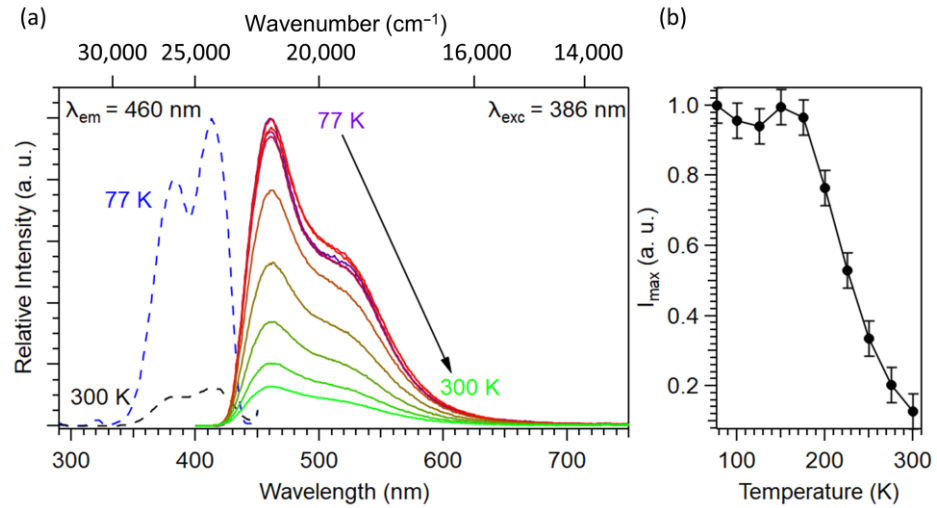 (a)
Wavenumber (cm⁻¹)
30,000 25,000 20,000 16,000 14,000
λem = 460 nm
λexc = 386 nm
77 K
77 K
300 K
300 K
Relative Intensity (a. u.)
300 400 500 600 700
Wavelength (nm)
(b)
1.0
0.8
0.6
0.4
0.2
Imax (a. u.)
100 200 300
Temperature (K)